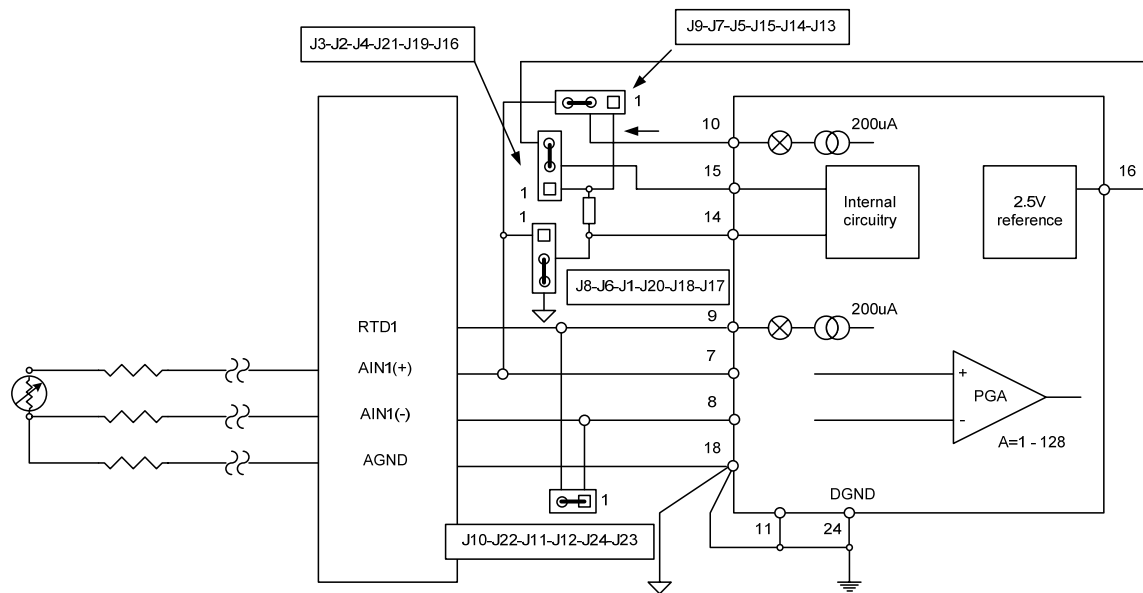 J9-J7-J5-J15-J14-J13
J3-J2-J4-J21-J19-J16
1
10
200uA
15
16
1
Internal
circuitry
2.5V
reference
1
14
J8-J6-J1-J20-J18-J17
RTD1
9
200uA
AIN1(+)
7
+
PGA
AIN1(-)
8
-
A=1 - 128
AGND
18
DGND
1
11
24
J10-J22-J11-J12-J24-J23